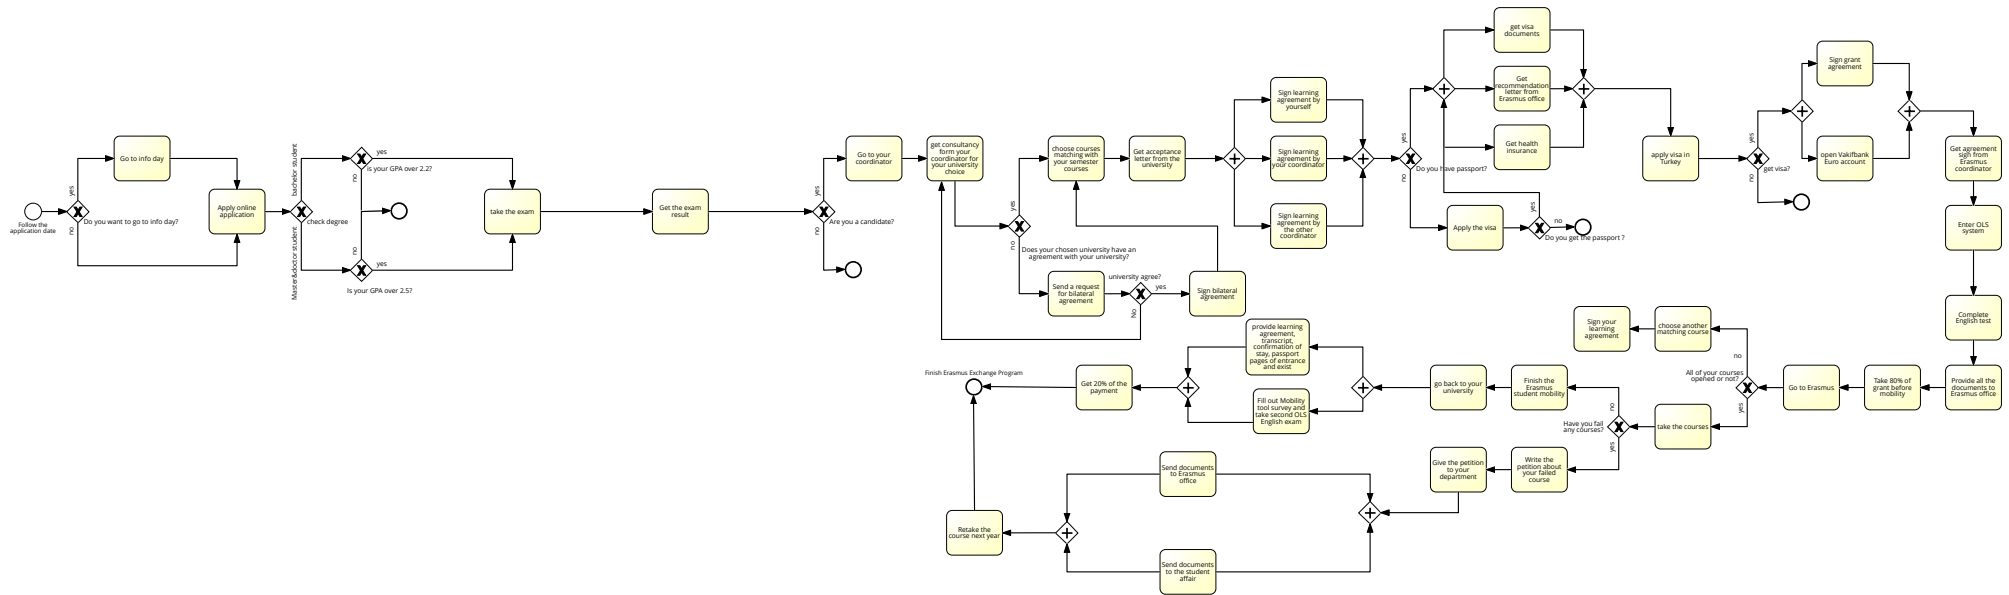 Follow the
application date
yes
no
Do you want to go to info day?
Go to info day
Apply online
application
bachelor student
Master&doctor student
check degree
yes
is your GPA over 2.2?
no
no
yes
Is your GPA over 2.5?
take the exam
Get the exam
result
yes
no
Are you a candidate?
Go to your
coordinator
get consultancy
form your
coordinator for
your university
choice
yes
no
Does your chosen university have an
agreement with your university?
choose courses
matching with
your semester
courses
Get acceptance
letter from the
university
Send a request
for bilateral
agreement
university agree?
yes
No
Sign bilateral
agreement
Sign learning
agreement by
yourself
Sign learning
agreement by
your coordinator
Sign learning
agreement by
the other
coordinator
yes
no
Do you have passport?
get visa
documents
Get
recommendation
letter from
Erasmus office
Get health
insurance
Apply the visa
yes
no
Do you get the passport ?
apply visa in
Turkey
yes
no
get visa?
Sign grant
agreement
open Vakifbank
Euro account
Get agreement
sigh from
Erasmus
coordinator
Enter OLS
system
Complete
English test
Provide all the
documents to
Erasmus office
Take 80% of
grant before
mobility
Go to Erasmus
All of your courses
opened or not?
no
yes
choose another
matching course
Sign your
learning
agreement
take the courses
Have you fail
any courses?
no
yes
Finish the
Erasmus
student mobility
go back to your
university
provide learning
agreement,
transcript,
confirmation of
stay, passport
pages of entrance
and exist
Fill out Mobility
tool survey and
take second OLS
English exam
Get 20% of the
payment
Finish Erasmus Exchange Program
Write the
petition about
your failed
course
Give the petition
to your
department
Send documents
to Erasmus
office
Send documents
to the student
affair
Retake the
course next year